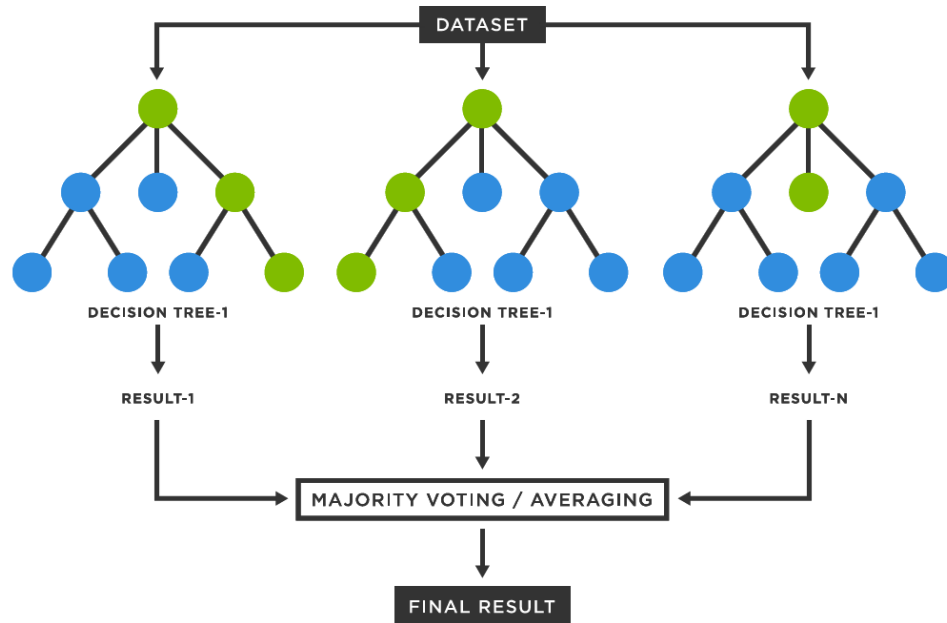 DATASET
DECISION TREE-1
DECISION TREE-1
DECISION TREE-1
RESULT-1
RESULT-2
RESULT-N
MAJORITY VOTING / AVERAGING
FINAL RESULT